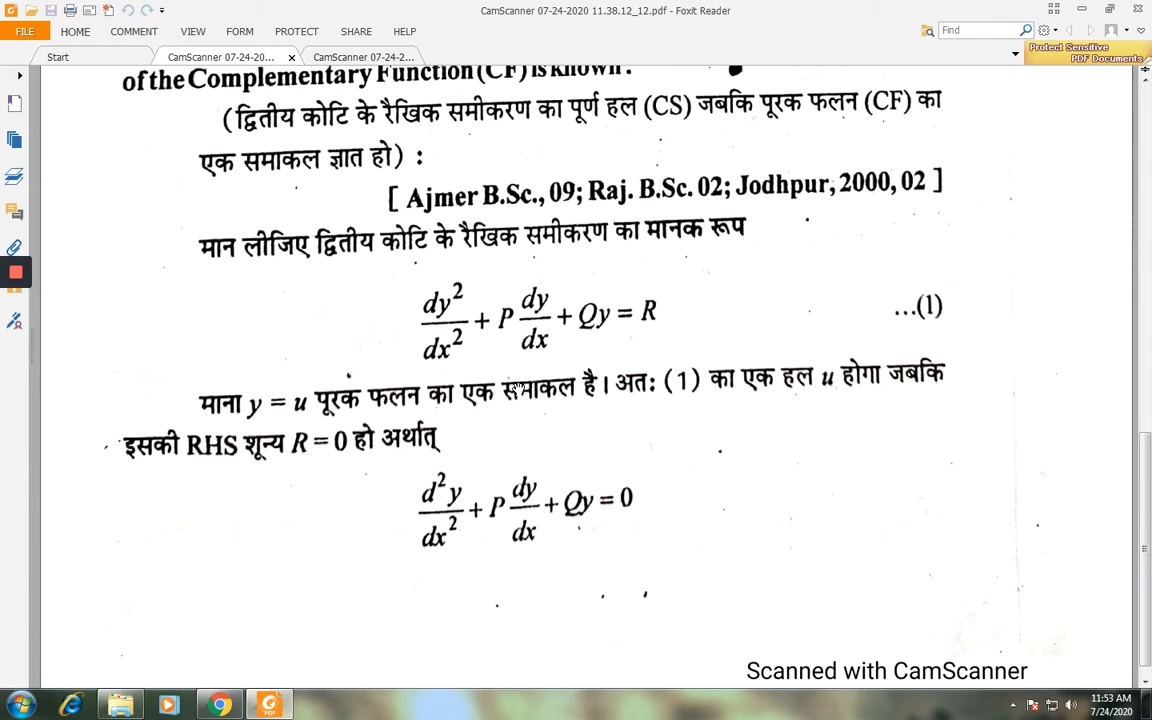 CamScanner 07-24-2020 11.38.12_12.pdf - Foxit Reader
FILE HOME COMMENT VIEW FORM PROTECT SHARE HELP
Find
Protect Sensitive
PDF Documents
Start CamScanner 07-24-20... CamScanner 07-24-2...
of the Complementary Function (CF) is known :
(द्वितीय कोटि के रैखिक समीकरण का पूर्ण हल (CS) जबकि पूरक फलन (CF) का
एक समाकल ज्ञात हो) :
[ Ajmer B.Sc., 09; Raj. B.Sc. 02; Jodhpur, 2000, 02 ]
मान लीजिए द्वितीय कोटि के रैखिक समीकरण का मानक रूप
dy²/dx² + P dy/dx + Qy = R ...(1)
माना y = u पूरक फलन का एक समाकल है। अतः (1) का एक हल u होगा जबकि
इसकी RHS शून्य R = 0 हो अर्थात्
d²y/dx² + P dy/dx + Qy = 0
Scanned with CamScanner
11:53 AM
7/24/2020